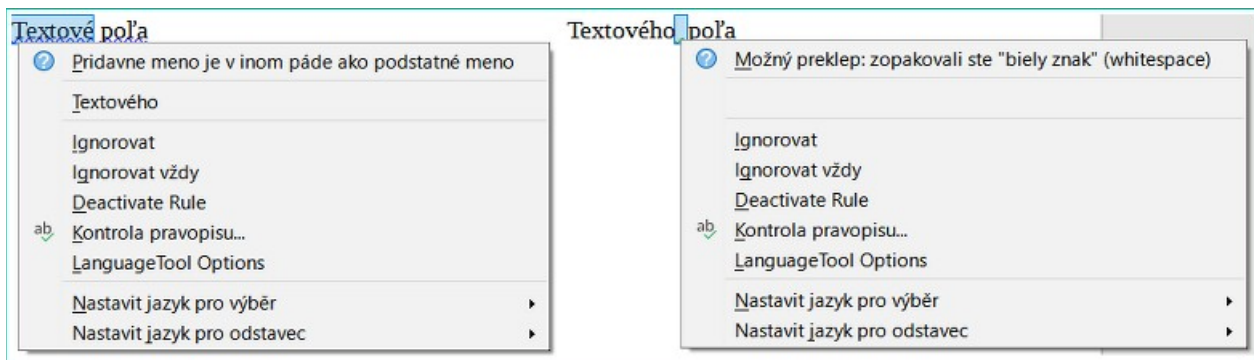 Textové poľa
Pridavne meno je v inom páde ako podstatné meno
Textového
Ignorovat
Ignorovat vždy
Deactivate Rule
Kontrola pravopisu...
LanguageTool Options
Nastavit jazyk pro výběr
Nastavit jazyk pro odstavec
Textového  poľa
Možný preklep: zopakovali ste "biely znak" (whitespace)
Ignorovat
Ignorovat vždy
Deactivate Rule
Kontrola pravopisu...
LanguageTool Options
Nastavit jazyk pro výběr
Nastavit jazyk pro odstavec